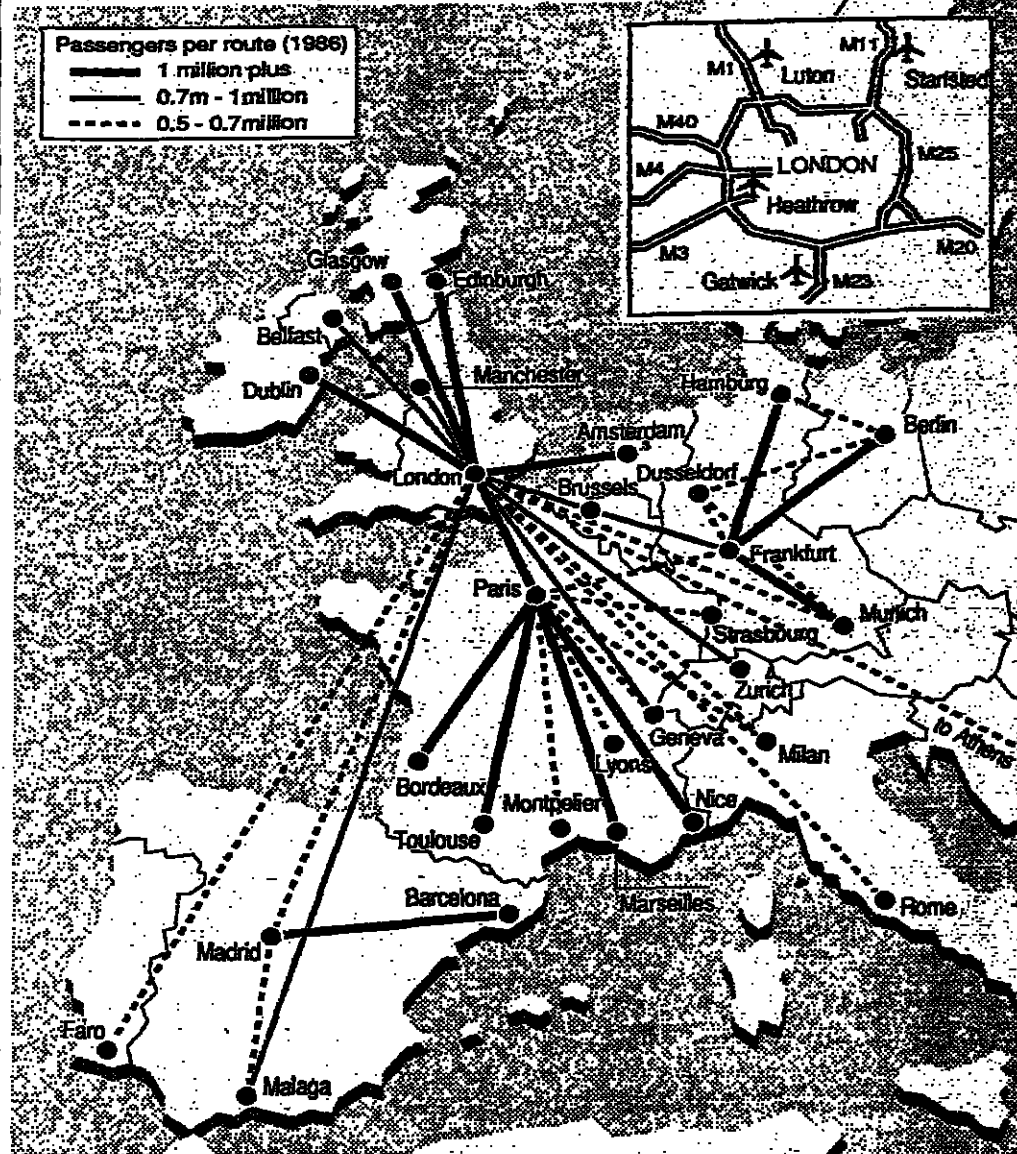 Passengers per route (1986)
1 million plus
0.7m - 1million
0.5 - 0.7million
M1
Luton
M11
Stansted
M40
M4
LONDON
M25
Heathrow
M3
M20
Gatwick
M23
Glasgow
Edinburgh
Belfast
Dublin
Manchester
Hamburg
Berlin
Amsterdam
Dusseldorf
London
Brussels
Frankfurt
Paris
Munich
Strasbourg
Zurich
Geneva
to Athens
Milan
Lyons
Bordeaux
Montpelier
Nice
Toulouse
Marseilles
Barcelona
Rome
Madrid
Faro
Malaga